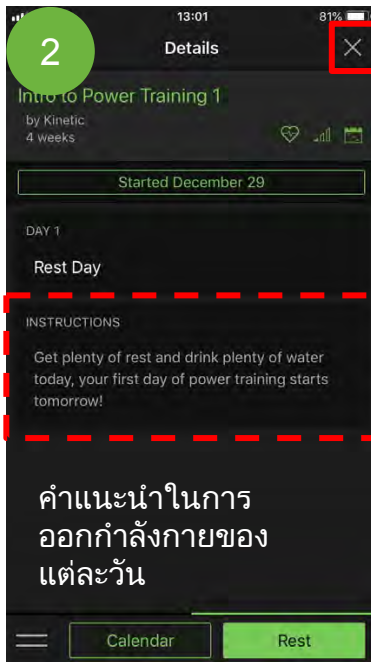 13:01
81%
2
Details
Intro to Power Training 1
by Kinetic
4 weeks
Started December 29
DAY 1
Rest Day
INSTRUCTIONS
Get plenty of rest and drink plenty of water
today, your first day of power training starts
tomorrow!
คำแนะนำในการ
ออกกำลังกายของ
แต่ละวัน
Calendar
Rest